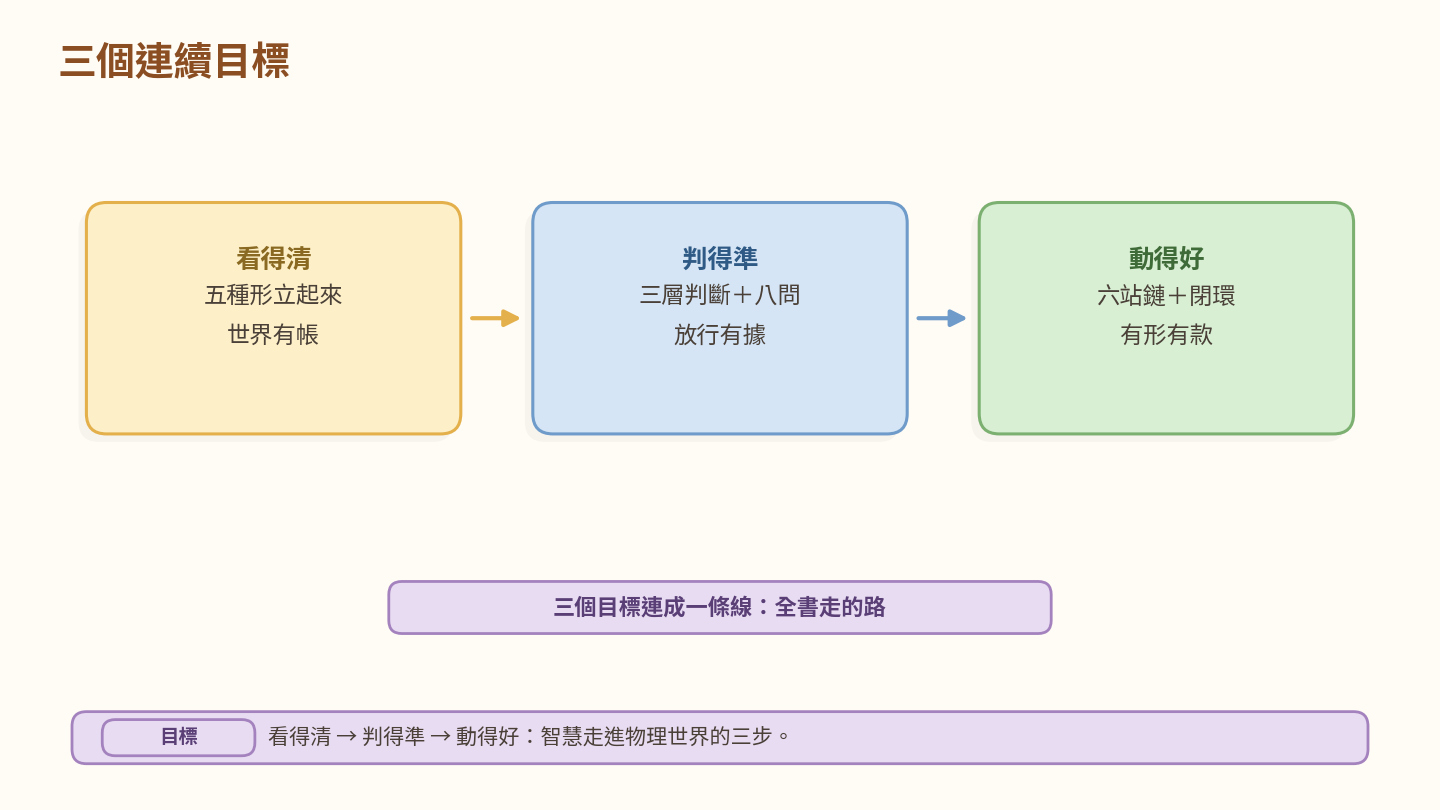 三個連續目標
看得清
五種形立起來
世界有帳
判得準
三層判斷＋八問
放行有據
動得好
六站鏈＋閉環
有形有款
三個目標連成一條線：全書走的路
目標
看得清 → 判得準 → 動得好：智慧走進物理世界的三步。